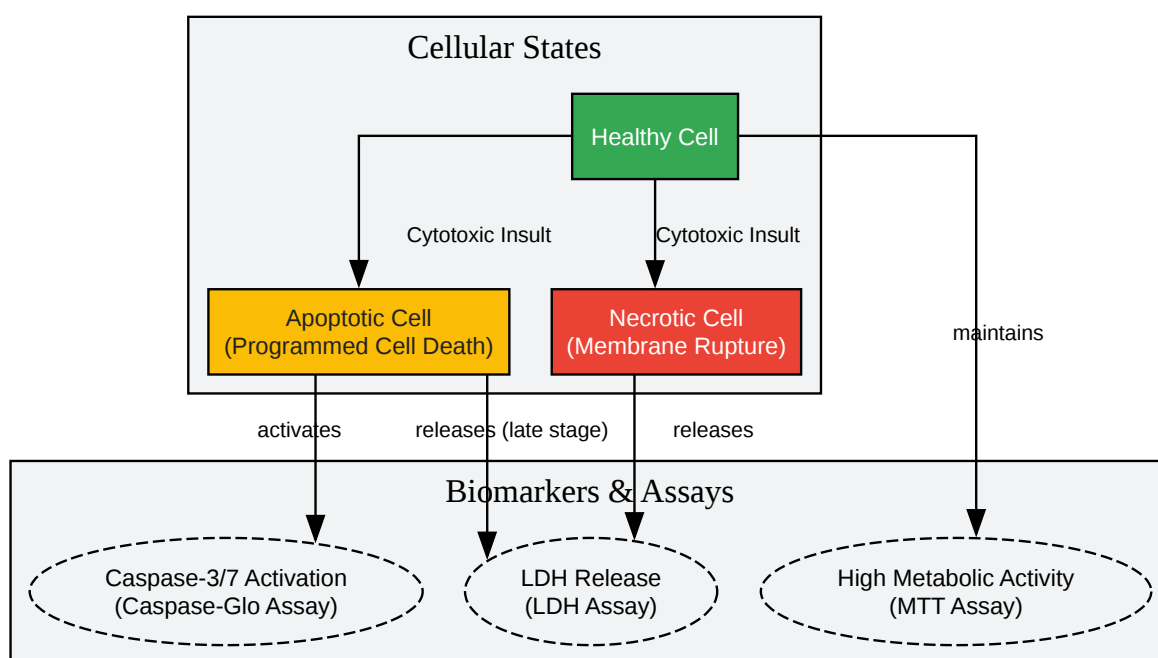 Cellular States
Healthy Cell
Cytotoxic Insult
Cytotoxic Insult
Apoptotic Cell
(Programmed Cell Death)
Necrotic Cell
(Membrane Rupture)
maintains
activates
releases (late stage)
releases
Biomarkers & Assays
Caspase-3/7 Activation
(Caspase-Glo Assay)
LDH Release
(LDH Assay)
High Metabolic Activity
(MTT Assay)